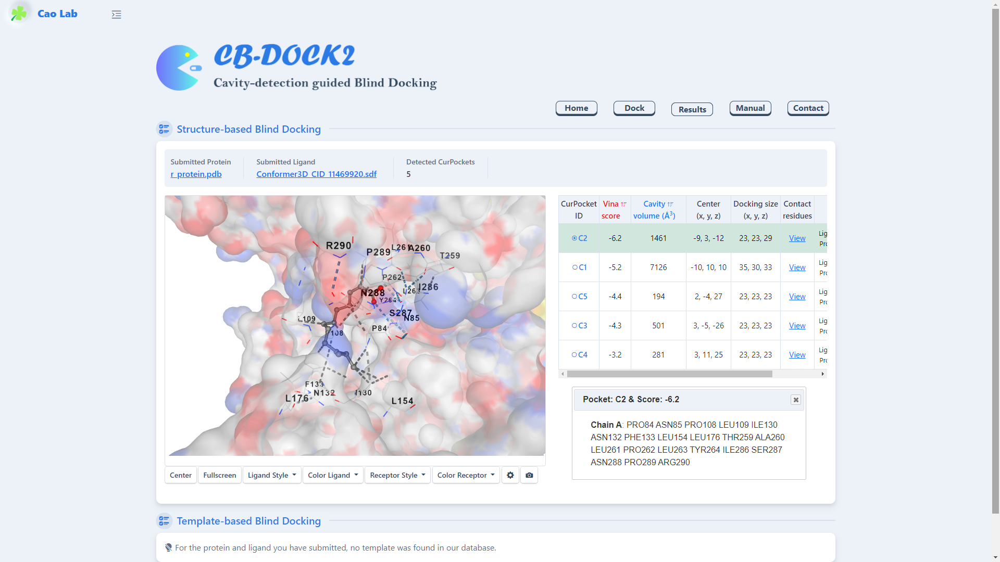 Cao Lab
CB-DOCK2
Cavity-detection guided Blind Docking
Home Dock Results Manual Contact
Structure-based Blind Docking
Submitted Protein Submitted Ligand Detected CurPockets
r_protein.pdb Conformer3D_CID_11469920.sdf 5
CurPocket ID Vina score Cavity volume (Å3) Center (x, y, z) Docking size (x, y, z) Contact residues
C2 -6.2 1461 -9, 3, -12 23, 23, 29 View Lig Pro
C1 -5.2 7126 -10, 10, 10 35, 30, 33 View Lig Pro
C5 -4.4 194 2, -4, 27 23, 23, 23 View Lig Pro
C3 -4.3 501 3, -5, -26 23, 23, 23 View Lig Pro
C4 -3.2 281 3, 11, 25 23, 23, 23 View Lig Pro
R290
P289
L261
A260
T259
P262
I286
L263
N288
Y264
S287
N85
L109
P84
108
F133
N132
I130
L176
L154
Pocket: C2 & Score: -6.2
Chain A: PRO84 ASN85 PRO108 LEU109 ILE130
ASN132 PHE133 LEU154 LEU176 THR259 ALA260
LEU261 PRO262 LEU263 TYR264 ILE286 SER287
ASN288 PRO289 ARG290
Center Fullscreen Ligand Style Color Ligand Receptor Style Color Receptor
Template-based Blind Docking
For the protein and ligand you have submitted, no template was found in our database.